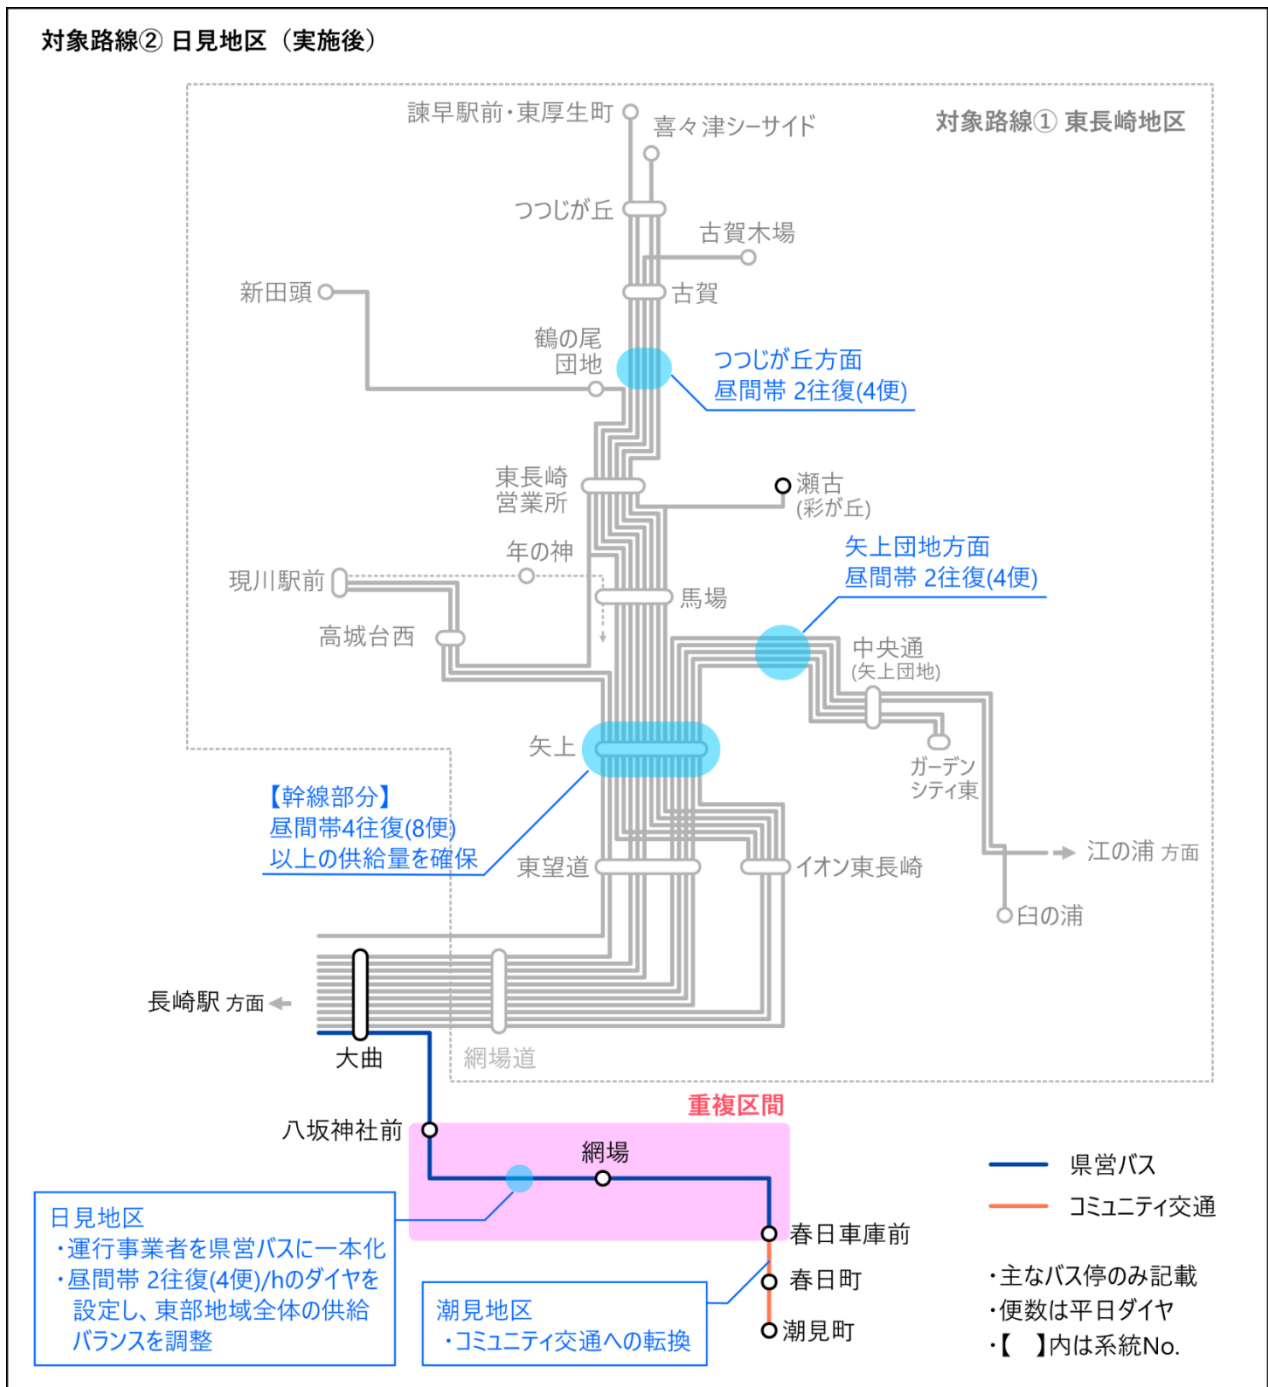 対象路線② 日見地区（実施後）
対象路線① 東長崎地区
諫早駅前・東厚生町
喜々津シーサイド
つつじが丘
古賀木場
新田頭
古賀
鶴の尾
団地
つつじが丘方面
昼間帯 2往復(4便)
東長崎
営業所
瀬古
(彩が丘)
年の神
矢上団地方面
昼間帯 2往復(4便)
現川駅前
馬場
高城台西
中央通
(矢上団地)
矢上
ガーデン
シティ東
【幹線部分】
昼間帯4往復(8便)
以上の供給量を確保
東望道
イオン東長崎
江の浦 方面
臼の浦
長崎駅 方面
大曲
網場道
重複区間
八坂神社前
網場
県営バス
コミュニティ交通
日見地区
・運行事業者を県営バスに一本化
・昼間帯 2往復(4便)/hのダイヤを
設定し、東部地域全体の供給
バランスを調整
春日車庫前
春日町
潮見町
潮見地区
・コミュニティ交通への転換
・主なバス停のみ記載
・便数は平日ダイヤ
・【　】内は系統No.